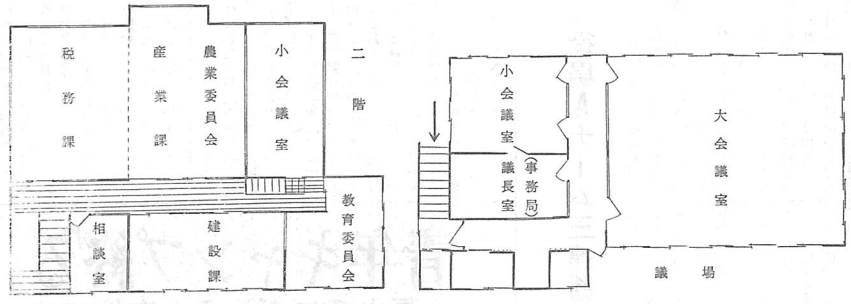 税務課
産業課
農業委員会
小会議室
二階
相談室
建設課
教育委員会
小会議室
議長室
(事務局)
大会議室
議場